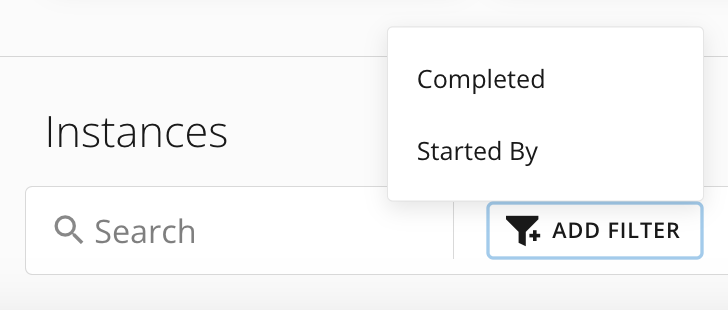 Completed
Started By
Instances
Search
ADD FILTER